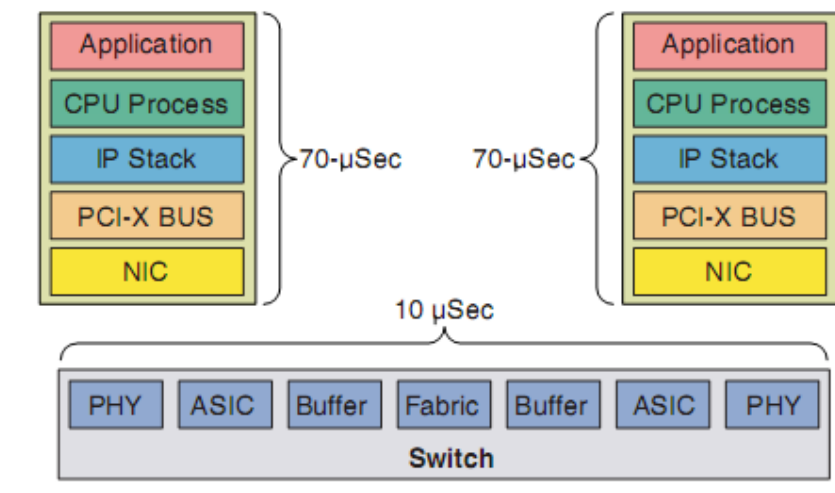 Application
CPU Process
IP Stack
PCI-X BUS
NIC
70-µSec
70-µSec
Application
CPU Process
IP Stack
PCI-X BUS
NIC
10 µSec
PHY ASIC Buffer Fabric Buffer ASIC PHY
Switch